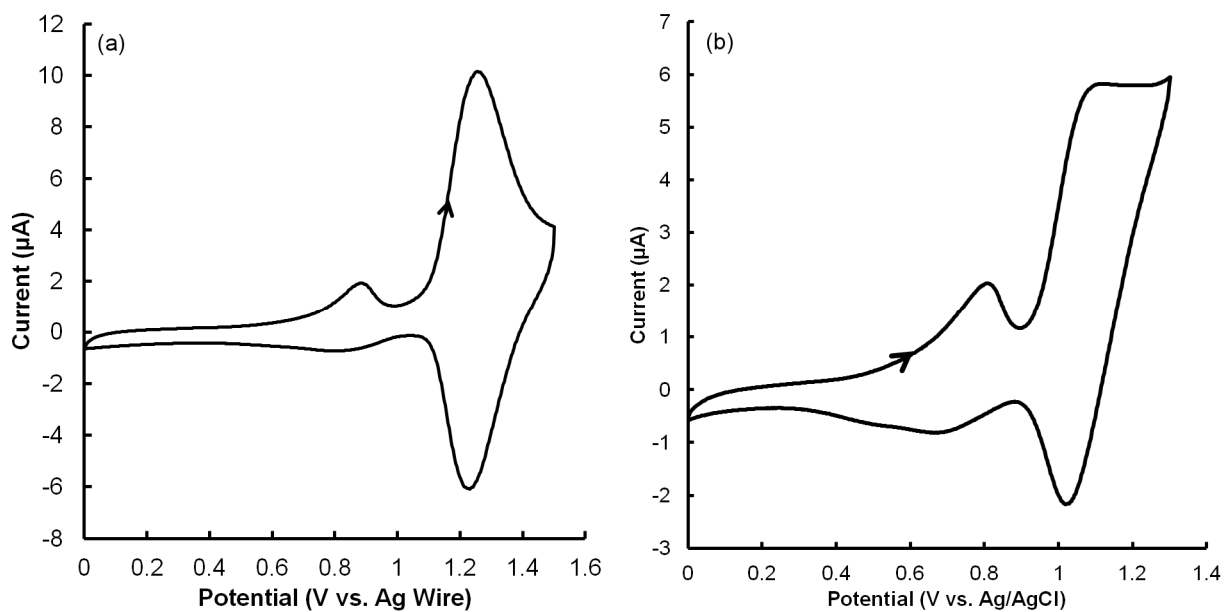 (a)
12
10
8
6
4
2
0
-2
-4
-6
-8
Current (µA)
0 0.2 0.4 0.6 0.8 1 1.2 1.4 1.6
Potential (V vs. Ag Wire)
(b)
7
6
5
4
3
2
1
0
-1
-2
-3
Current (µA)
0 0.2 0.4 0.6 0.8 1 1.2 1.4
Potential (V vs. Ag/AgCl)